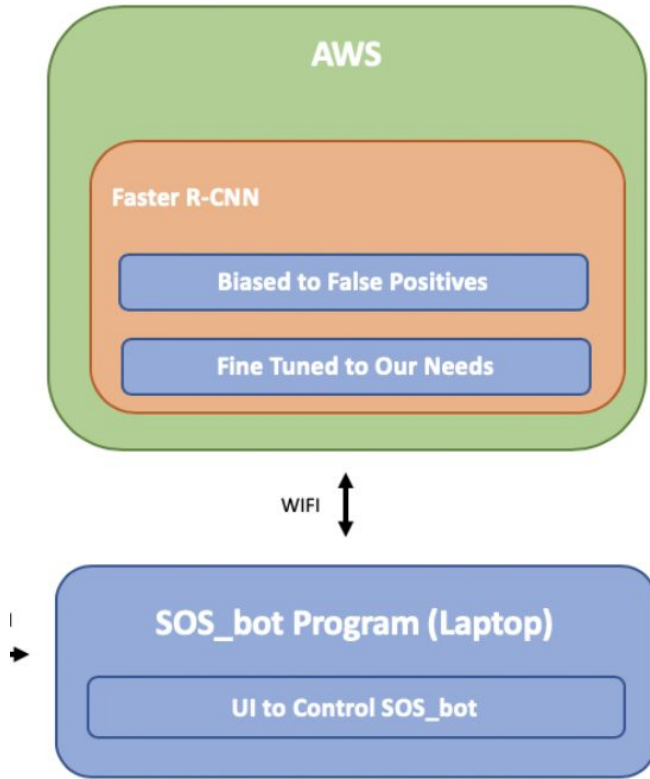 AWS
Faster R-CNN
Biased to False Positives
Fine Tuned to Our Needs
WIFI
SOS_bot Program (Laptop)
UI to Control SOS_bot